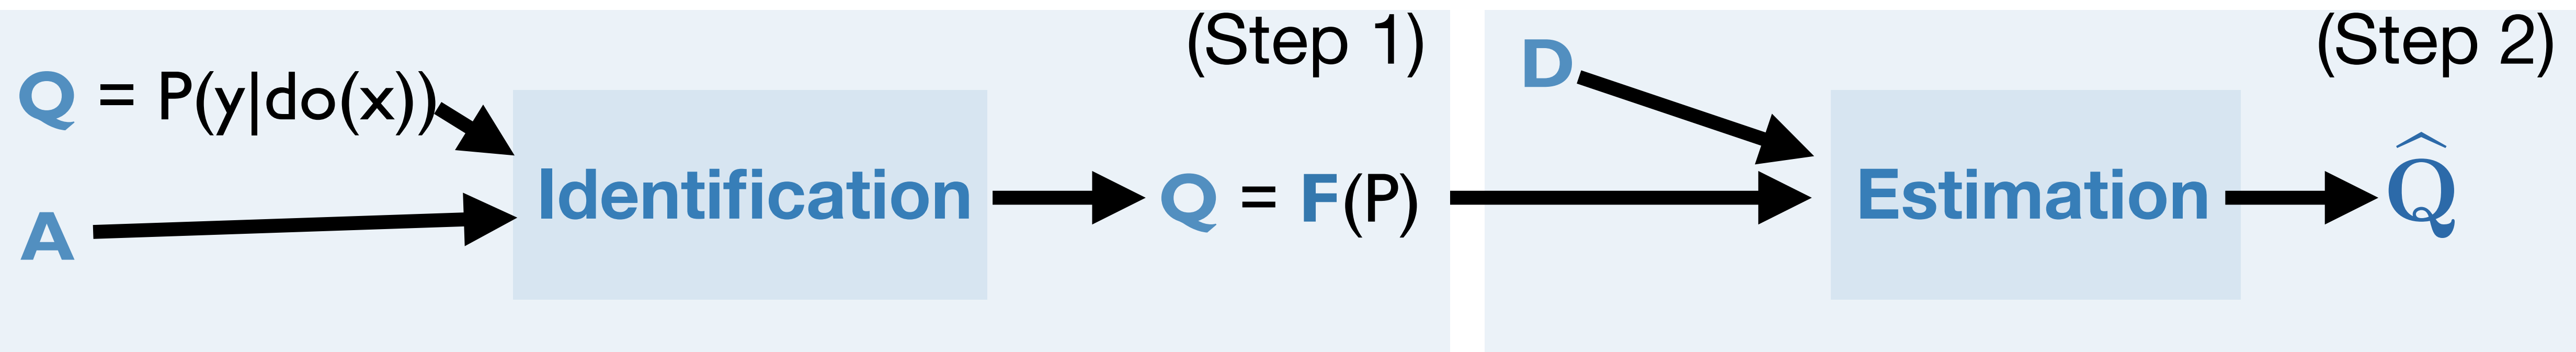 (Step 1)
Q = P(y|do(x))
A
Identification
Q = F(P)
(Step 2)
D
Estimation
Q̂